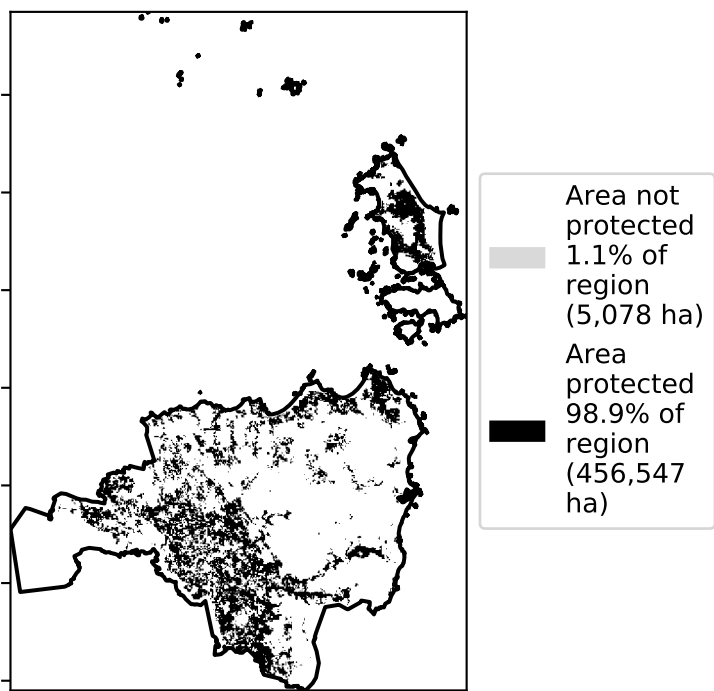 Area not
protected
1.1% of
region
(5,078 ha)
Area
protected
98.9% of
region
(456,547
ha)